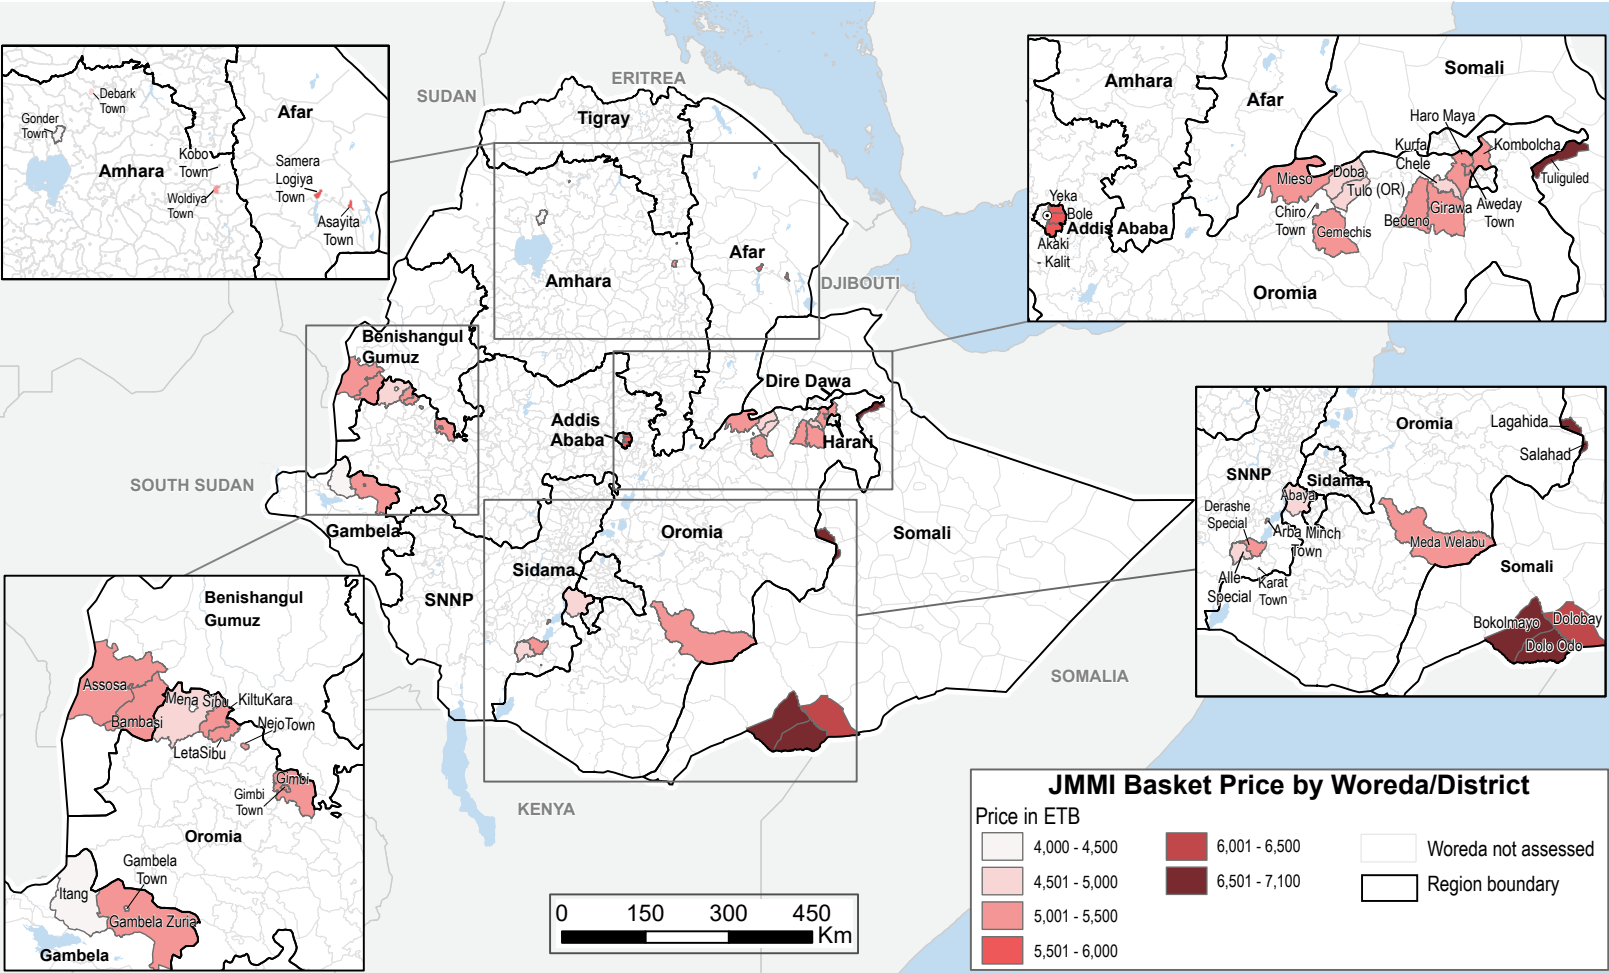 Debark
Town
Gonder
Town
Amhara
Kobo
Town
Woldiya
Town
Afar
Samera
Logiya
Town
Asayita
Town
SUDAN
ERITREA
Tigray
Amhara
Afar
DJIBOUTI
Benishangul
Gumuz
Addis
Ababa
Dire Dawa
Harari
SOUTH SUDAN
Gambela
SNNP
Sidama
Oromia
Somali
SOMALIA
KENYA
Amhara
Afar
Somali
Haro Maya
Kurfa
Chele
Kombolcha
Tuliguled
Mieso
Doba
Tulo (OR)
Chiro
Town
Gemechis
Bedeno
Girawa
Aweday
Town
Yeka
Bole
Addis Ababa
Akaki
- Kalit
Oromia
Oromia
Lagahida
Salahad
SNNP
Sidama
Abaya
Derashe
Special
Arba Minch
Town
Meda Welabu
Alle
Special
Karat
Town
Somali
Bokolmayo
Dolobay
Dolo Odo
Benishangul
Gumuz
Assosa
Mena Sibu
KiltuKara
Bambasi
NejoTown
LetaSibu
Gimbi
Gimbi
Town
Oromia
Gambela
Town
Itang
Gambela Zuria
Gambela
0 150 300 450
Km
JMMI Basket Price by Woreda/District
Price in ETB
4,000 - 4,500
4,501 - 5,000
5,001 - 5,500
5,501 - 6,000
6,001 - 6,500
6,501 - 7,100
Woreda not assessed
Region boundary